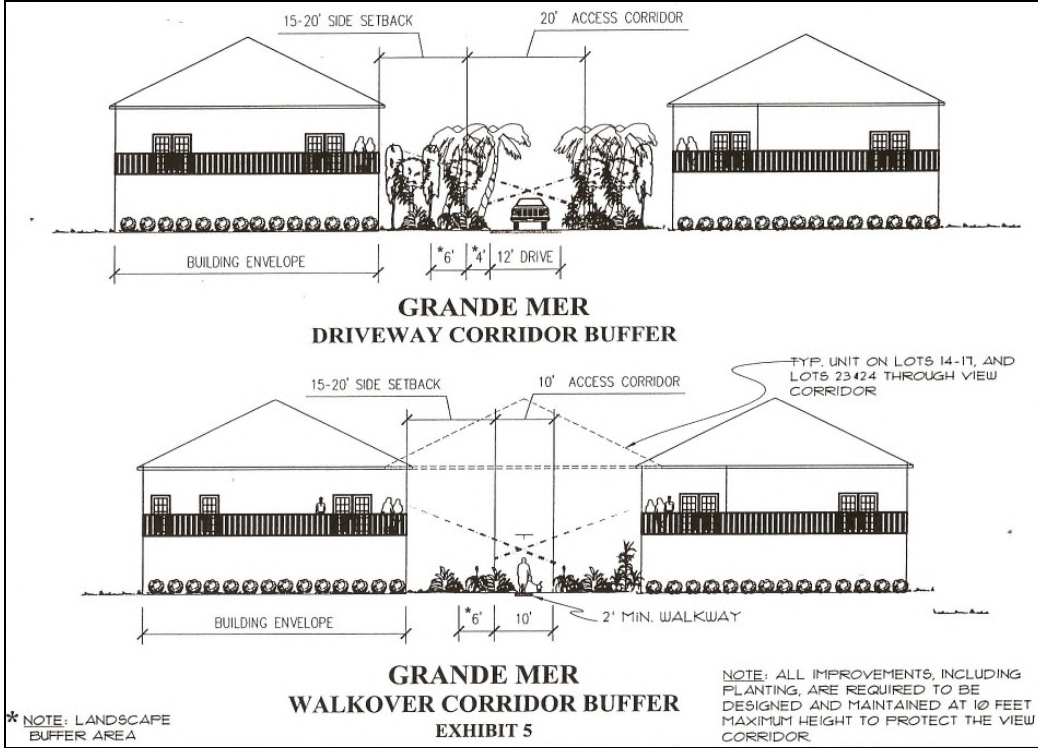 15-20' SIDE SETBACK
20' ACCESS CORRIDOR
BUILDING ENVELOPE
*6'
*4'
12' DRIVE
GRANDE MER
DRIVEWAY CORRIDOR BUFFER
TYP. UNIT ON LOTS 14-17, AND
LOTS 23&24 THROUGH VIEW
CORRIDOR
15-20' SIDE SETBACK
10' ACCESS CORRIDOR
BUILDING ENVELOPE
*6'
10'
2' MIN. WALKWAY
GRANDE MER
WALKOVER CORRIDOR BUFFER
EXHIBIT 5
* NOTE: LANDSCAPE
BUFFER AREA
NOTE: ALL IMPROVEMENTS, INCLUDING
PLANTING, ARE REQUIRED TO BE
DESIGNED AND MAINTAINED AT 10 FEET
MAXIMUM HEIGHT TO PROTECT THE VIEW
CORRIDOR.